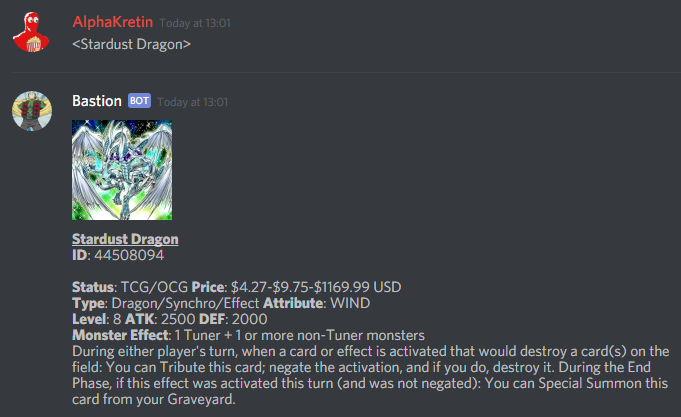 AlphaKretin Today at 13:01
<Stardust Dragon>
Bastion BOT Today at 13:01
Stardust Dragon
ID: 44508094
Status: TCG/OCG Price: $4.27-$9.75-$1169.99 USD
Type: Dragon/Synchro/Effect Attribute: WIND
Level: 8 ATK: 2500 DEF: 2000
Monster Effect: 1 Tuner + 1 or more non-Tuner monsters
During either player's turn, when a card or effect is activated that would destroy a card(s) on the
field: You can Tribute this card; negate the activation, and if you do, destroy it. During the End
Phase, if this effect was activated this turn (and was not negated): You can Special Summon this
card from your Graveyard.